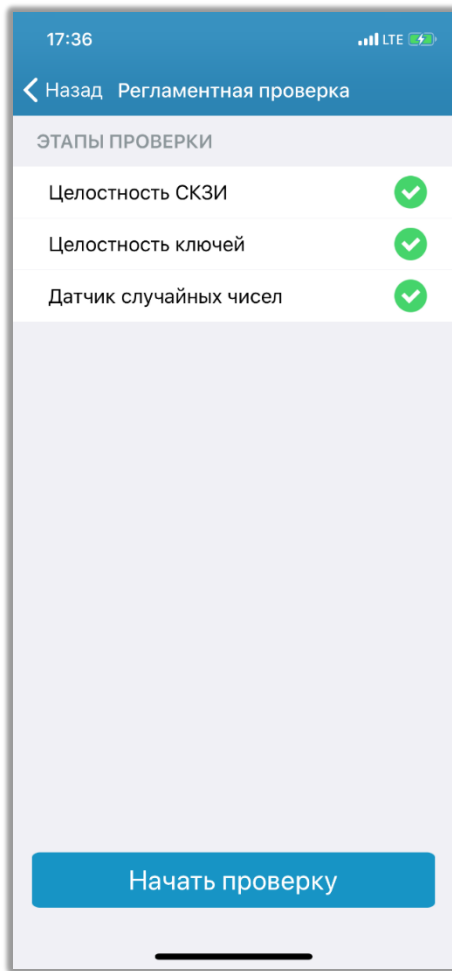 17:36 LTE
Назад Регламентная проверка
ЭТАПЫ ПРОВЕРКИ
Целостность СКЗИ
Целостность ключей
Датчик случайных чисел
Начать проверку